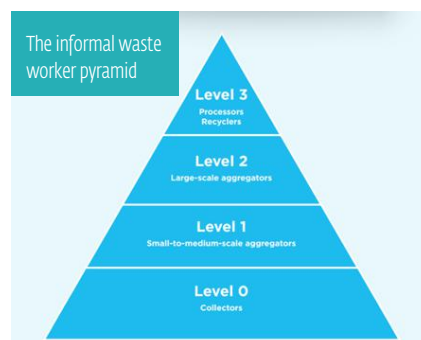 The informal waste
worker pyramid
Level 3
Processors
Recyclers
Level 2
Large-scale aggregators
Level 1
Small-to-medium-scale aggregators
Level 0
Collectors